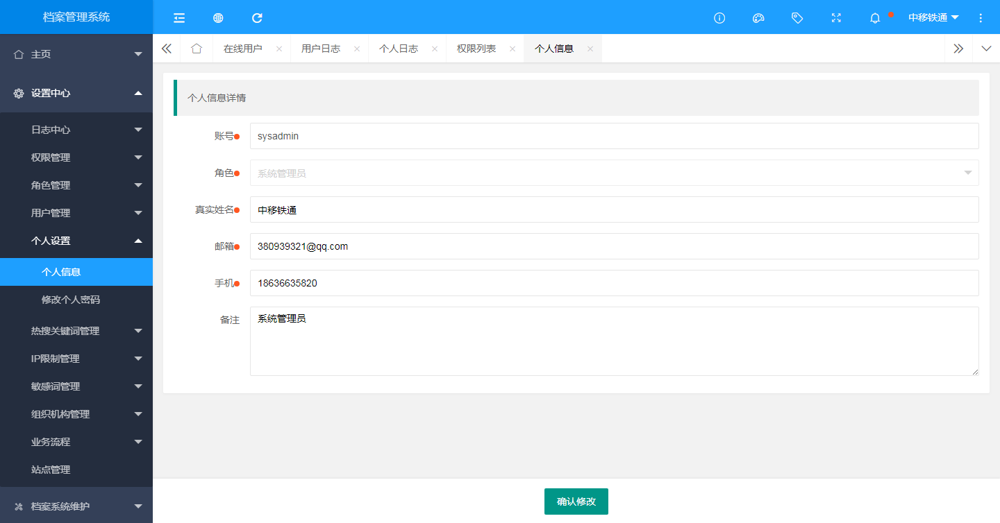 档案管理系统
中移铁通
主页
在线用户
用户日志
个人日志
权限列表
个人信息
设置中心
日志中心
权限管理
角色管理
用户管理
个人设置
个人信息
修改个人密码
热搜关键词管理
IP限制管理
敏感词管理
组织机构管理
业务流程
站点管理
档案系统维护
个人信息详情
账号
sysadmin
角色
系统管理员
真实姓名
中移铁通
邮箱
380939321@qq.com
手机
18636635820
备注
系统管理员
确认修改